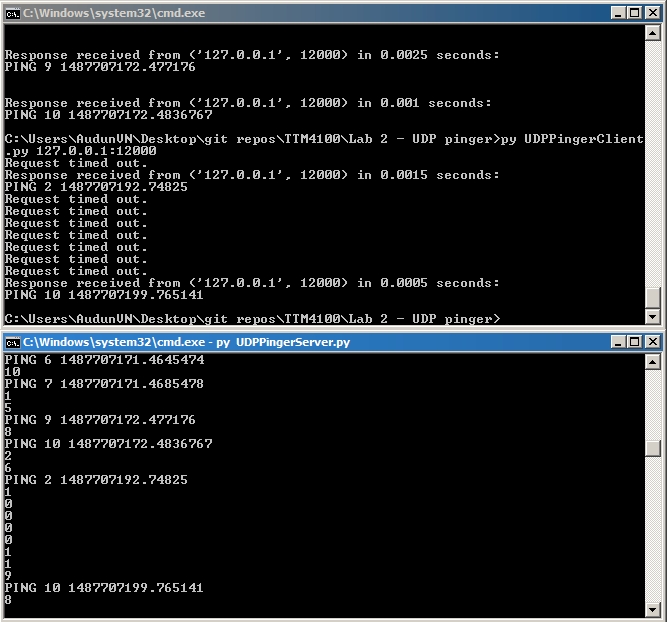 C:\Windows\system32\cmd.exe
Response received from ('127.0.0.1', 12000) in 0.0025 seconds:
PING 9 1487707172.477176
Response received from ('127.0.0.1', 12000) in 0.001 seconds:
PING 10 1487707172.4836767
C:\Users\AudunVN\Desktop\git repos\TTM4100\Lab 2 - UDP pinger>py UDPPingerClient
.py 127.0.0.1:12000
Request timed out.
Response received from ('127.0.0.1', 12000) in 0.0015 seconds:
PING 2 1487707192.74825
Request timed out.
Request timed out.
Request timed out.
Request timed out.
Request timed out.
Request timed out.
Request timed out.
Response received from ('127.0.0.1', 12000) in 0.0005 seconds:
PING 10 1487707199.765141
C:\Users\AudunVN\Desktop\git repos\TTM4100\Lab 2 - UDP pinger>
C:\Windows\system32\cmd.exe - py UDPPingerServer.py
PING 6 1487707171.4645474
10
PING 7 1487707171.4685478
1
5
PING 9 1487707172.477176
8
PING 10 1487707172.4836767
2
6
PING 2 1487707192.74825
1
0
0
0
0
1
1
9
PING 10 1487707199.765141
8